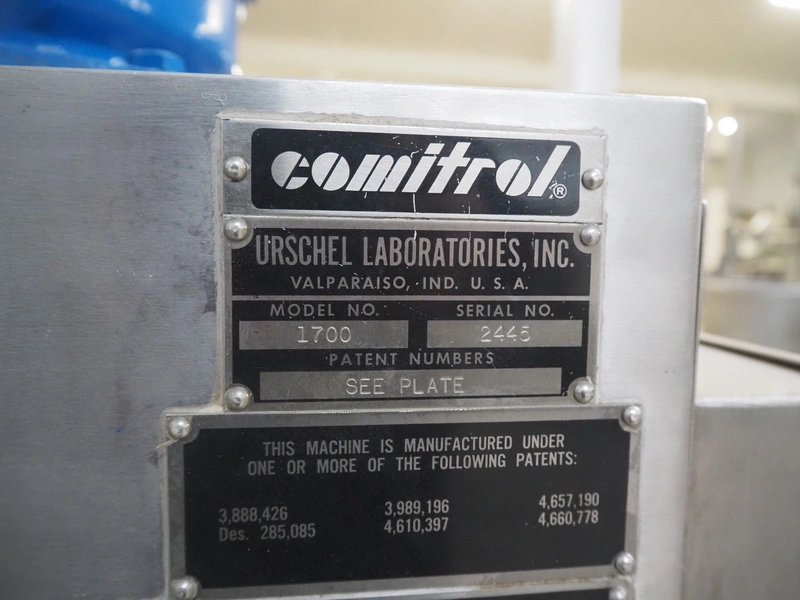 comitrol®
URSCHEL LABORATORIES, INC.
VALPARAISO, IND. U. S. A.
MODEL NO. SERIAL NO.
1700 2445
PATENT NUMBERS
SEE PLATE
THIS MACHINE IS MANUFACTURED UNDER
ONE OR MORE OF THE FOLLOWING PATENTS:
3,888,426 3,989,196 4,657,190
Des. 285,085 4,610,397 4,660,778